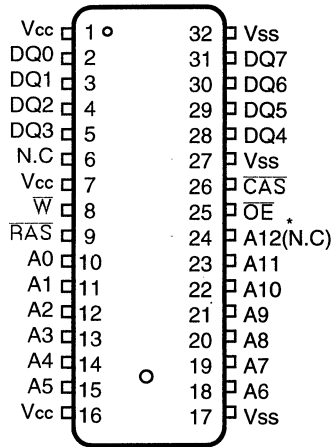 Vcc 1 32 Vss
DQ0 2 31 DQ7
DQ1 3 30 DQ6
DQ2 4 29 DQ5
DQ3 5 28 DQ4
N.C 6 27 Vss
Vcc 7 26 C̅A̅S̅
W̅ 8 25 O̅E̅
R̅A̅S̅ 9 24 A12(N.C)*
A0 10 23 A11
A1 11 22 A10
A2 12 21 A9
A3 13 20 A8
A4 14 19 A7
A5 15 18 A6
Vcc 16 17 Vss